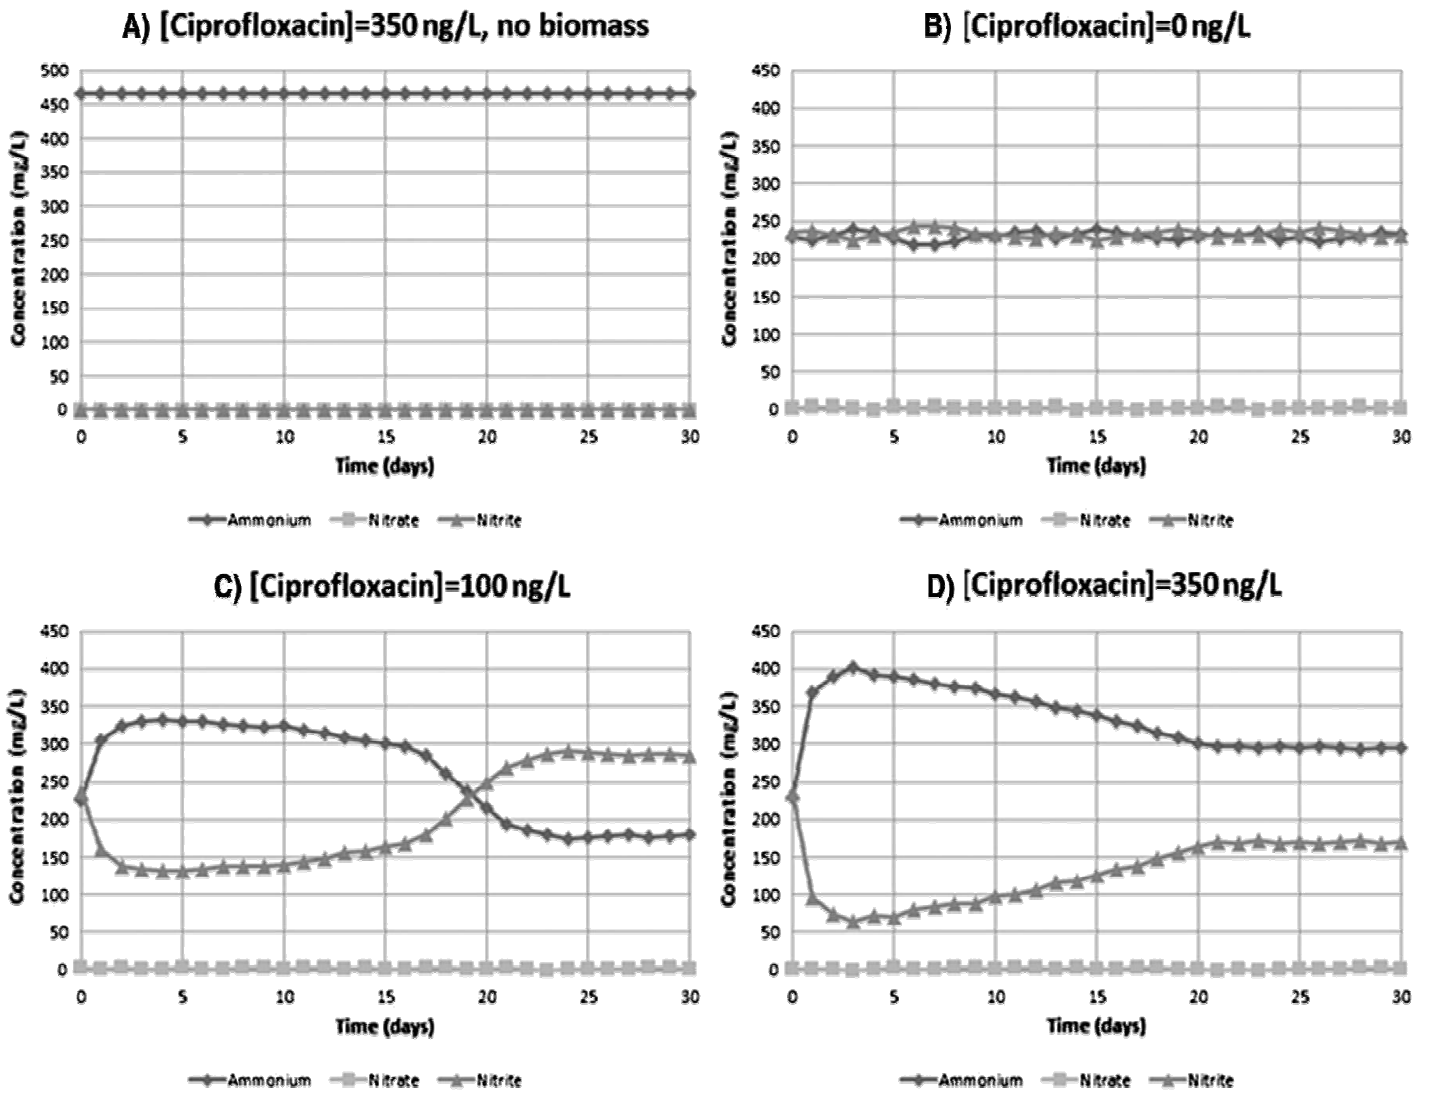 A) [Ciprofloxacin]=350 ng/L, no biomass
500
450
400
350
300
250
200
150
100
50
0
Concentration (mg/L)
0 5 10 15 20 25 30
Time (days)
Ammonium Nitrate Nitrite
B) [Ciprofloxacin]=0 ng/L
450
400
350
300
250
200
150
100
50
0
Concentration (mg/L)
0 5 10 15 20 25 30
Time (days)
Ammonium Nitrate Nitrite
C) [Ciprofloxacin]=100 ng/L
450
400
350
300
250
200
150
100
50
0
Concentration (mg/L)
0 5 10 15 20 25 30
Time (days)
Ammonium Nitrate Nitrite
D) [Ciprofloxacin]=350 ng/L
450
400
350
300
250
200
150
100
50
0
Concentration (mg/L)
0 5 10 15 20 25 30
Time (days)
Ammonium Nitrate Nitrite